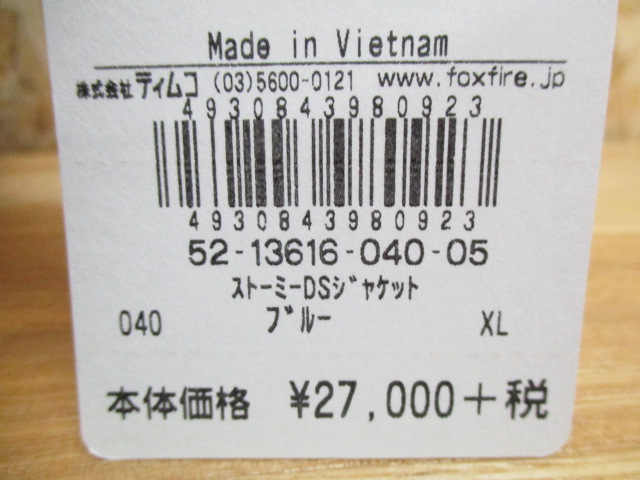 Made in Vietnam
株式会社 ティムコ (03)5600-0121 www.foxfire.jp
4930843980923
4930843980923
52-13616-040-05
ｽﾄｰﾐｰDSｼﾞｬｹｯﾄ
040 ﾌﾞﾙｰ XL
本体価格 ¥27,000+税